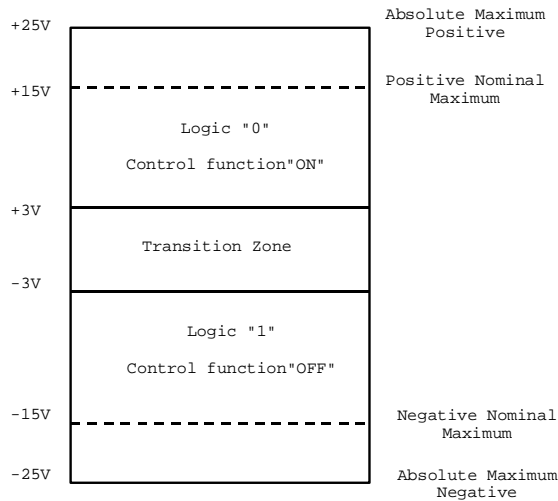 +25V
Absolute Maximum
Positive
+15V
Positive Nominal
Maximum
Logic "0"
Control function"ON"
+3V
Transition Zone
-3V
Logic "1"
Control function"OFF"
-15V
Negative Nominal
Maximum
-25V
Absolute Maximum
Negative